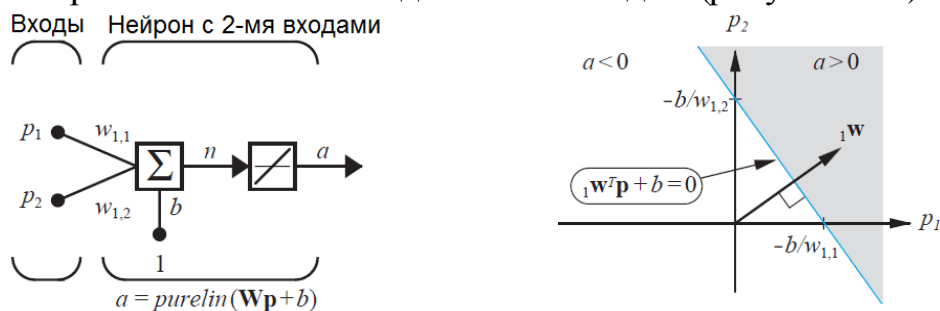 Входы
Нейрон с 2-мя входами
p1
p2
w1,1
w1,2
Σ
n
a
b
1
a = purelin(Wp + b)
p2
a < 0
a > 0
-b/w1,2
1w
1wTp + b = 0
p1
-b/w1,1